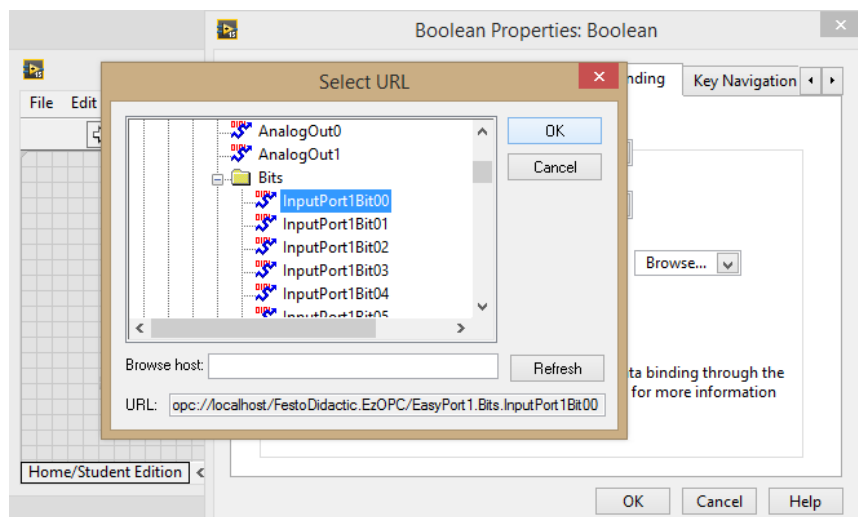 Boolean Properties: Boolean
Select URL
nding
Key Navigation
File Edit
AnalogOut0
AnalogOut1
Bits
InputPort1Bit00
InputPort1Bit01
InputPort1Bit02
InputPort1Bit03
InputPort1Bit04
InputPort1Bit05
OK
Cancel
Browse...
Browse host:
Refresh
URL: opc://localhost/FestoDidactic.EzOPC/EasyPort1.Bits.InputPort1Bit00
ta binding through the
for more information
Home/Student Edition
OK Cancel Help